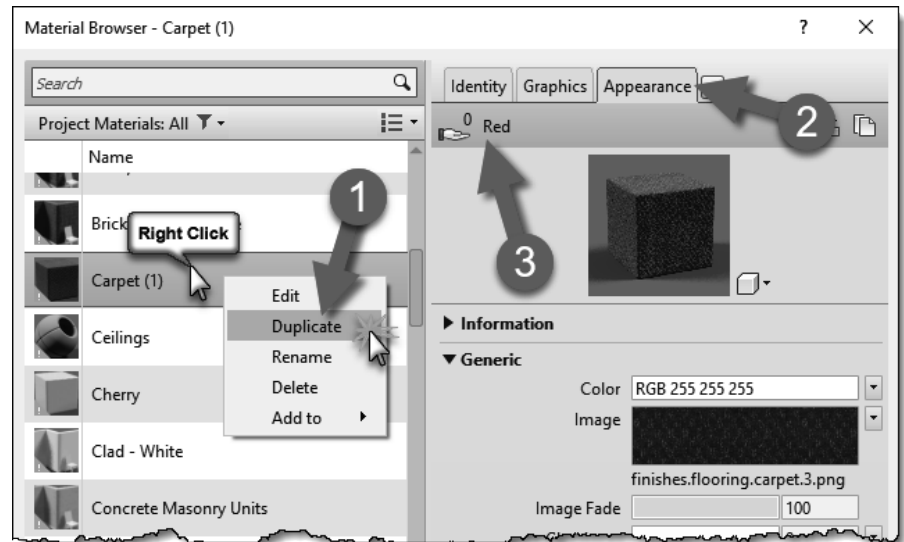 Material Browser - Carpet (1)
?
Search
Project Materials: All
Name
Brick
Right Click
Carpet (1)
Ceilings
Cherry
Clad - White
Concrete Masonry Units
1
Edit
Duplicate
Rename
Delete
Add to
Identity
Graphics
Appearance
2
0
Red
3
Information
Generic
Color
RGB 255 255 255
Image
finishes.flooring.carpet.3.png
Image Fade
100